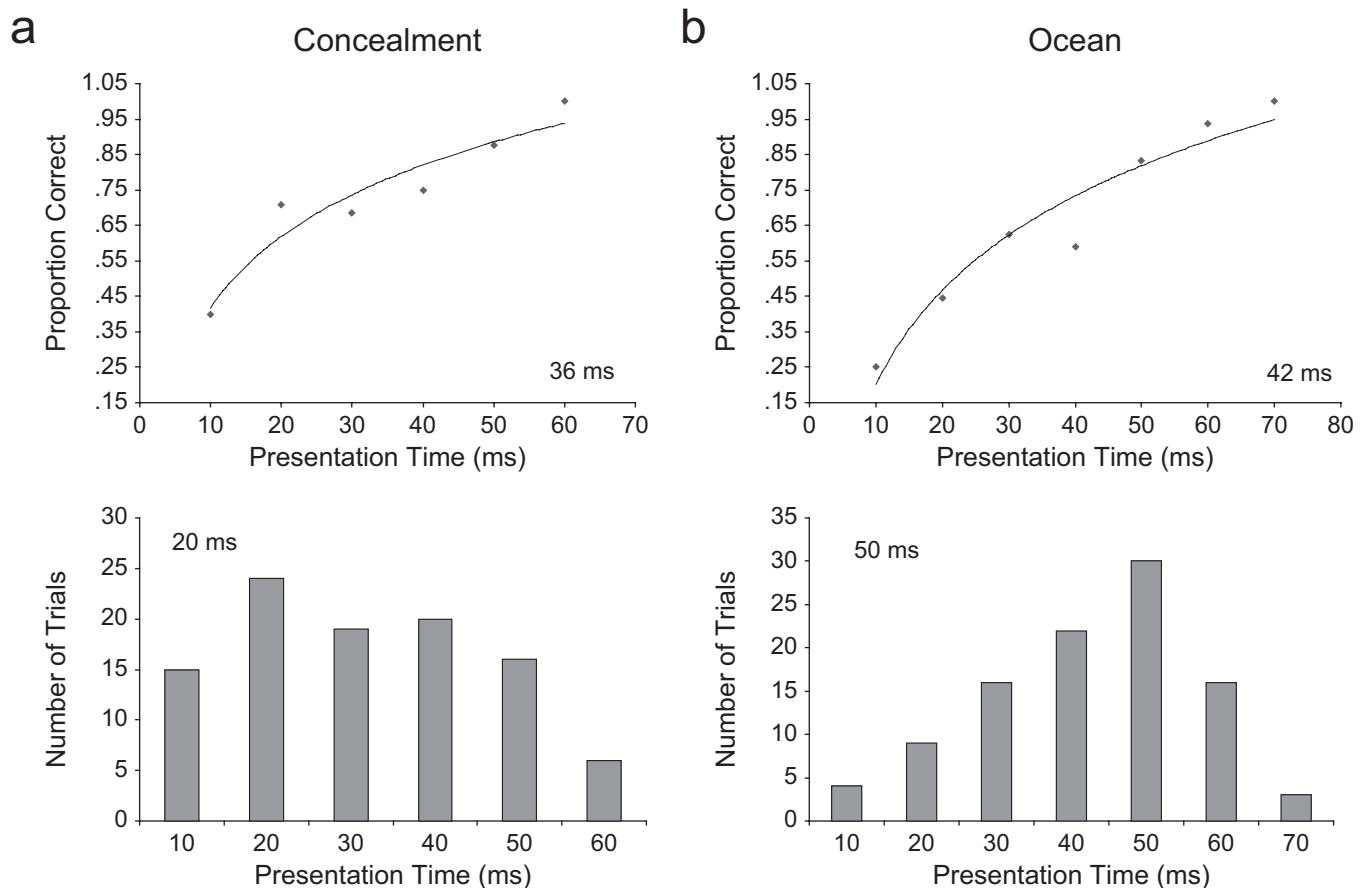 a
Concealment
1.05
.95
.85
.75
.65
.55
.45
.35
.25
.15
Proportion Correct
36 ms
0 10 20 30 40 50 60 70
Presentation Time (ms)
30
25
20
15
10
5
0
Number of Trials
20 ms
10 20 30 40 50 60
Presentation Time (ms)
b
Ocean
1.05
.95
.85
.75
.65
.55
.45
.35
.25
.15
Proportion Correct
42 ms
0 10 20 30 40 50 60 70 80
Presentation Time (ms)
35
30
25
20
15
10
5
0
Number of Trials
50 ms
10 20 30 40 50 60 70
Presentation Time (ms)